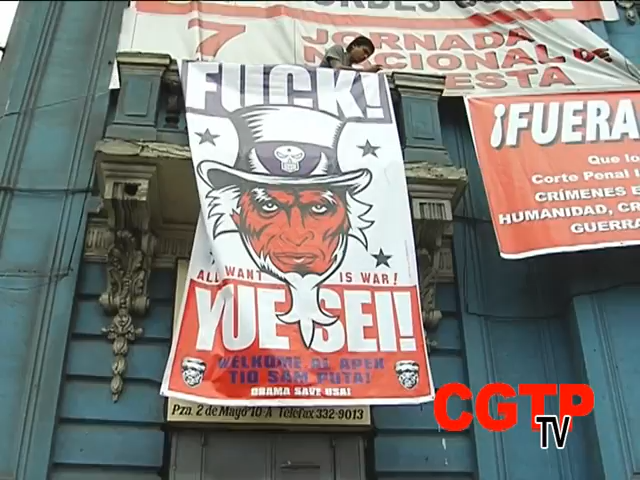 7 JORNADA
NACIONAL DE
ESTA
FUCK!
ALL WANT IS WAR!
YUE SEI!
WELKOME AL APEK
TIO SAM PUTA!
OBAMA SAVE USA!
¡FUERA
Que la
Corte Penal I
CRÍMENES D
HUMANIDAD, CR
GUERRA
Pza. 2 de Mayo 10 A Telefax 332-9013
CGTP
TV